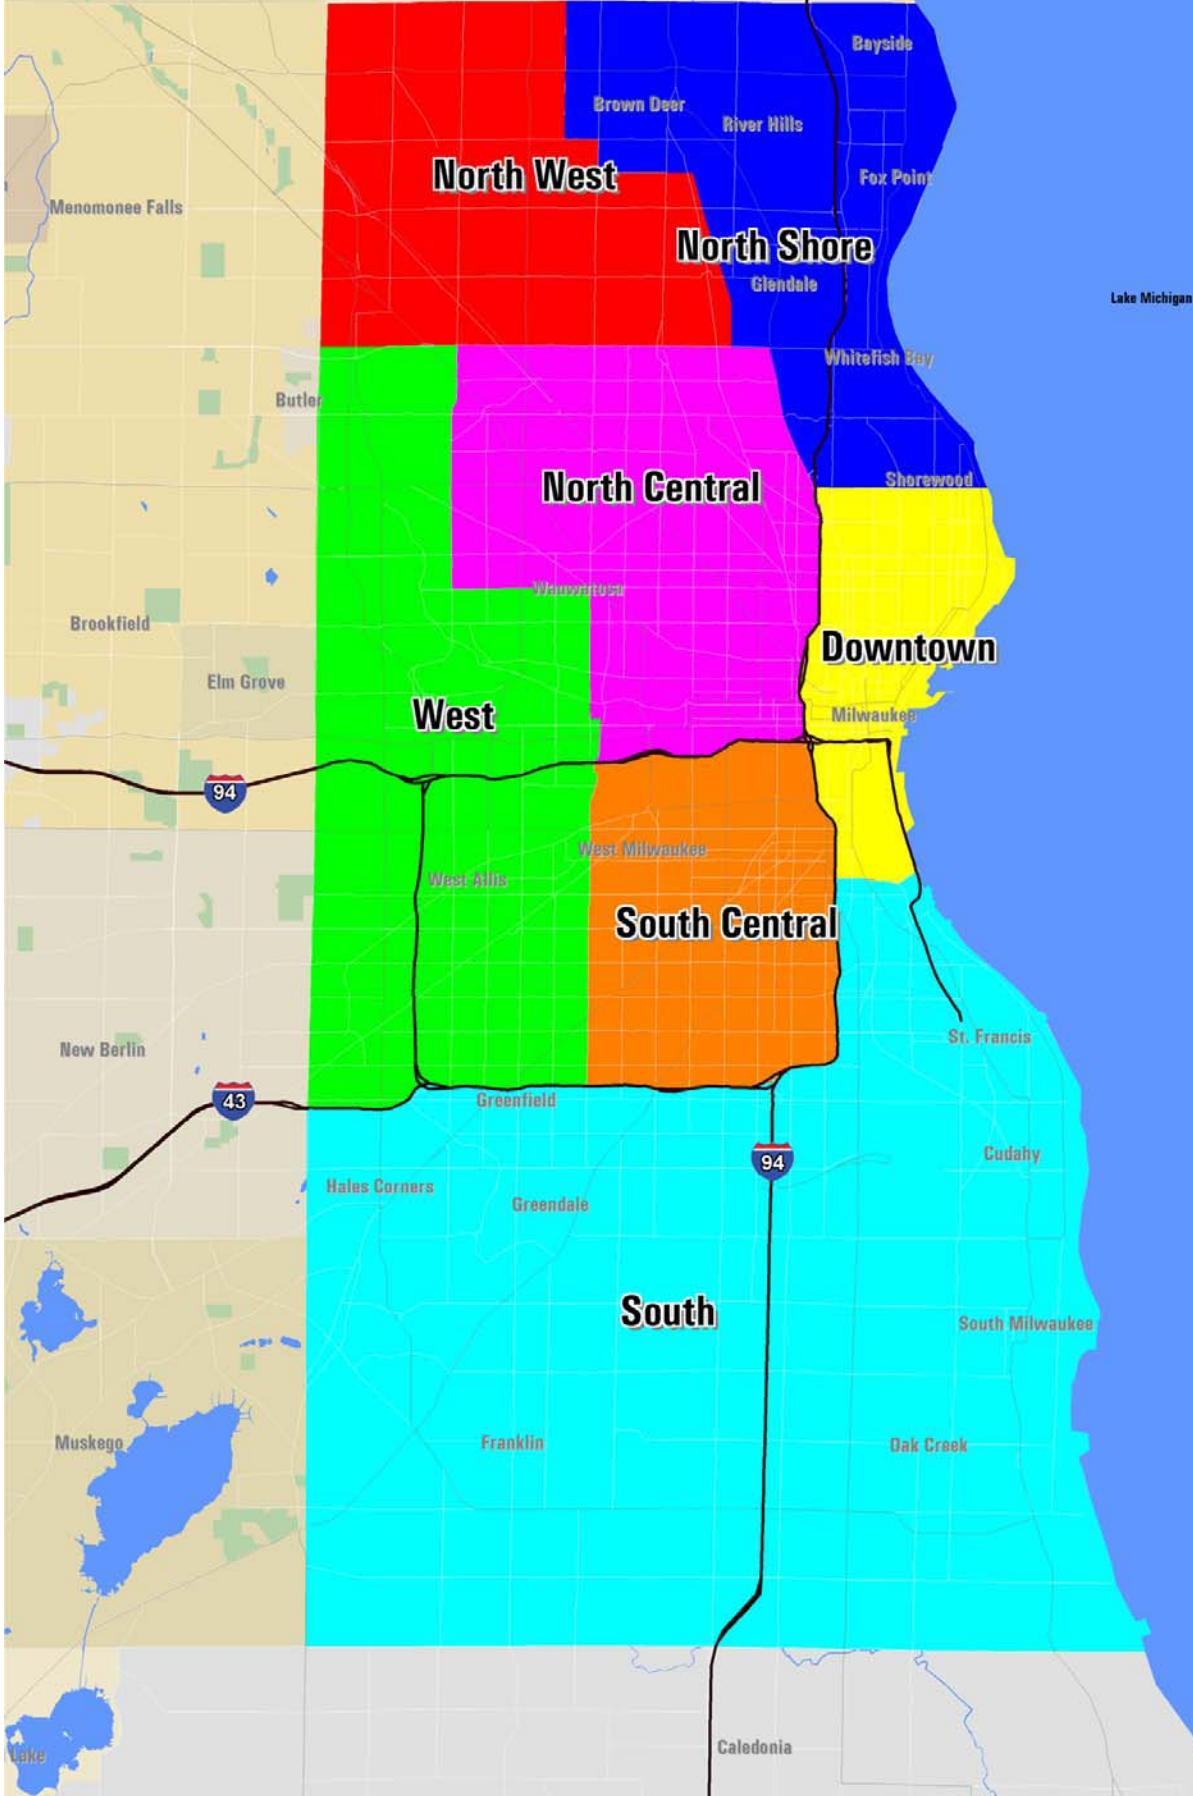 Bayside
Brown Deer
River Hills
North West
Fox Point
Menomonee Falls
North Shore
Glendale
Lake Michigan
Whitefish Bay
Butler
Shorewood
North Central
Wauwatosa
Brookfield
Downtown
Elm Grove
West
Milwaukee
94
West Milwaukee
West Allis
South Central
St. Francis
New Berlin
43
Greenfield
Cudahy
94
Hales Corners
Greendale
South
South Milwaukee
Muskego
Franklin
Oak Creek
Caledonia
Lake